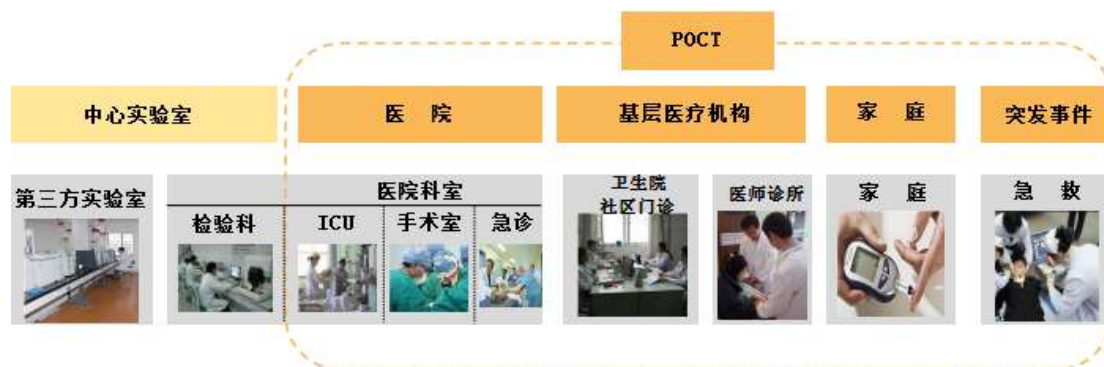 POCT
中心实验室
医 院
基层医疗机构
家 庭
突发事件
第三方实验室
医院科室
检验科
ICU
手术室
急诊
卫生院
社区门诊
医师诊所
家 庭
急 救